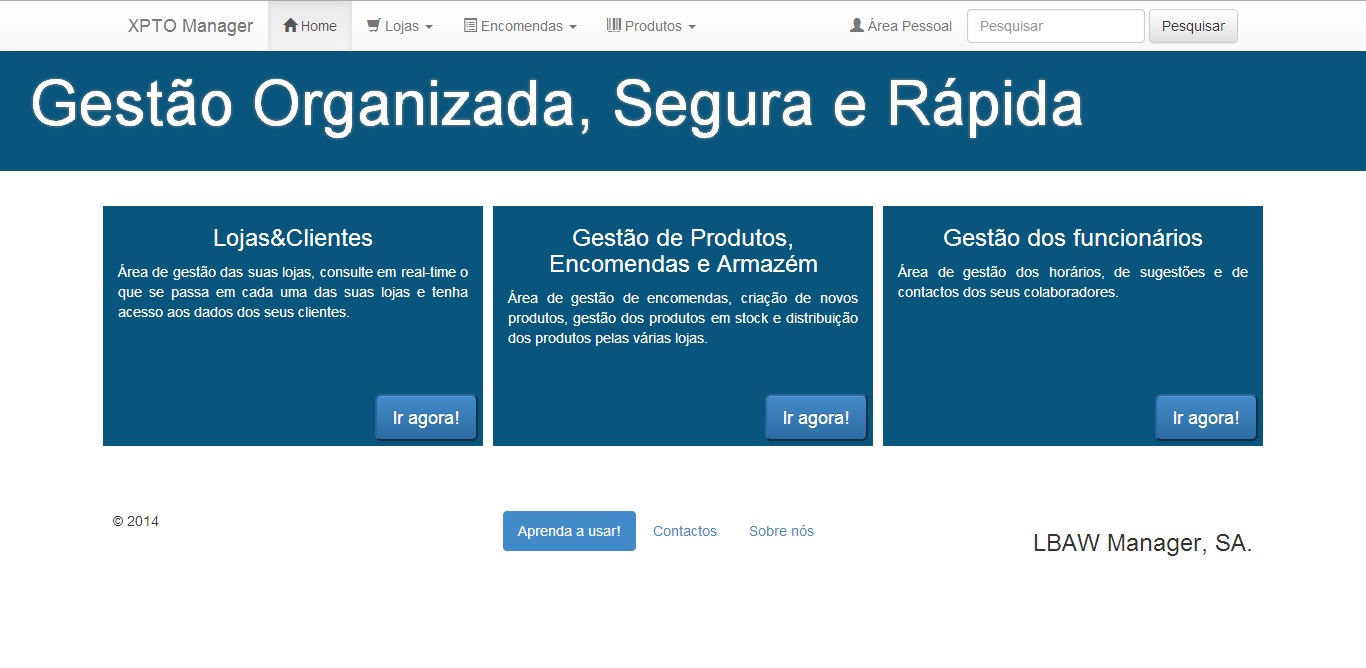 XPTO Manager Home Lojas Encomendas Produtos Área Pessoal Pesquisar Pesquisar
Gestão Organizada, Segura e Rápida
Lojas&Clientes
Área de gestão das suas lojas, consulte em real-time o
que se passa em cada uma das suas lojas e tenha
acesso aos dados dos seus clientes.
Ir agora!
Gestão de Produtos,
Encomendas e Armazém
Área de gestão de encomendas, criação de novos
produtos, gestão dos produtos em stock e distribuição
dos produtos pelas várias lojas.
Ir agora!
Gestão dos funcionários
Área de gestão dos horários, de sugestões e de
contactos dos seus colaboradores.
Ir agora!
© 2014
Aprenda a usar! Contactos Sobre nós
LBAW Manager, SA.